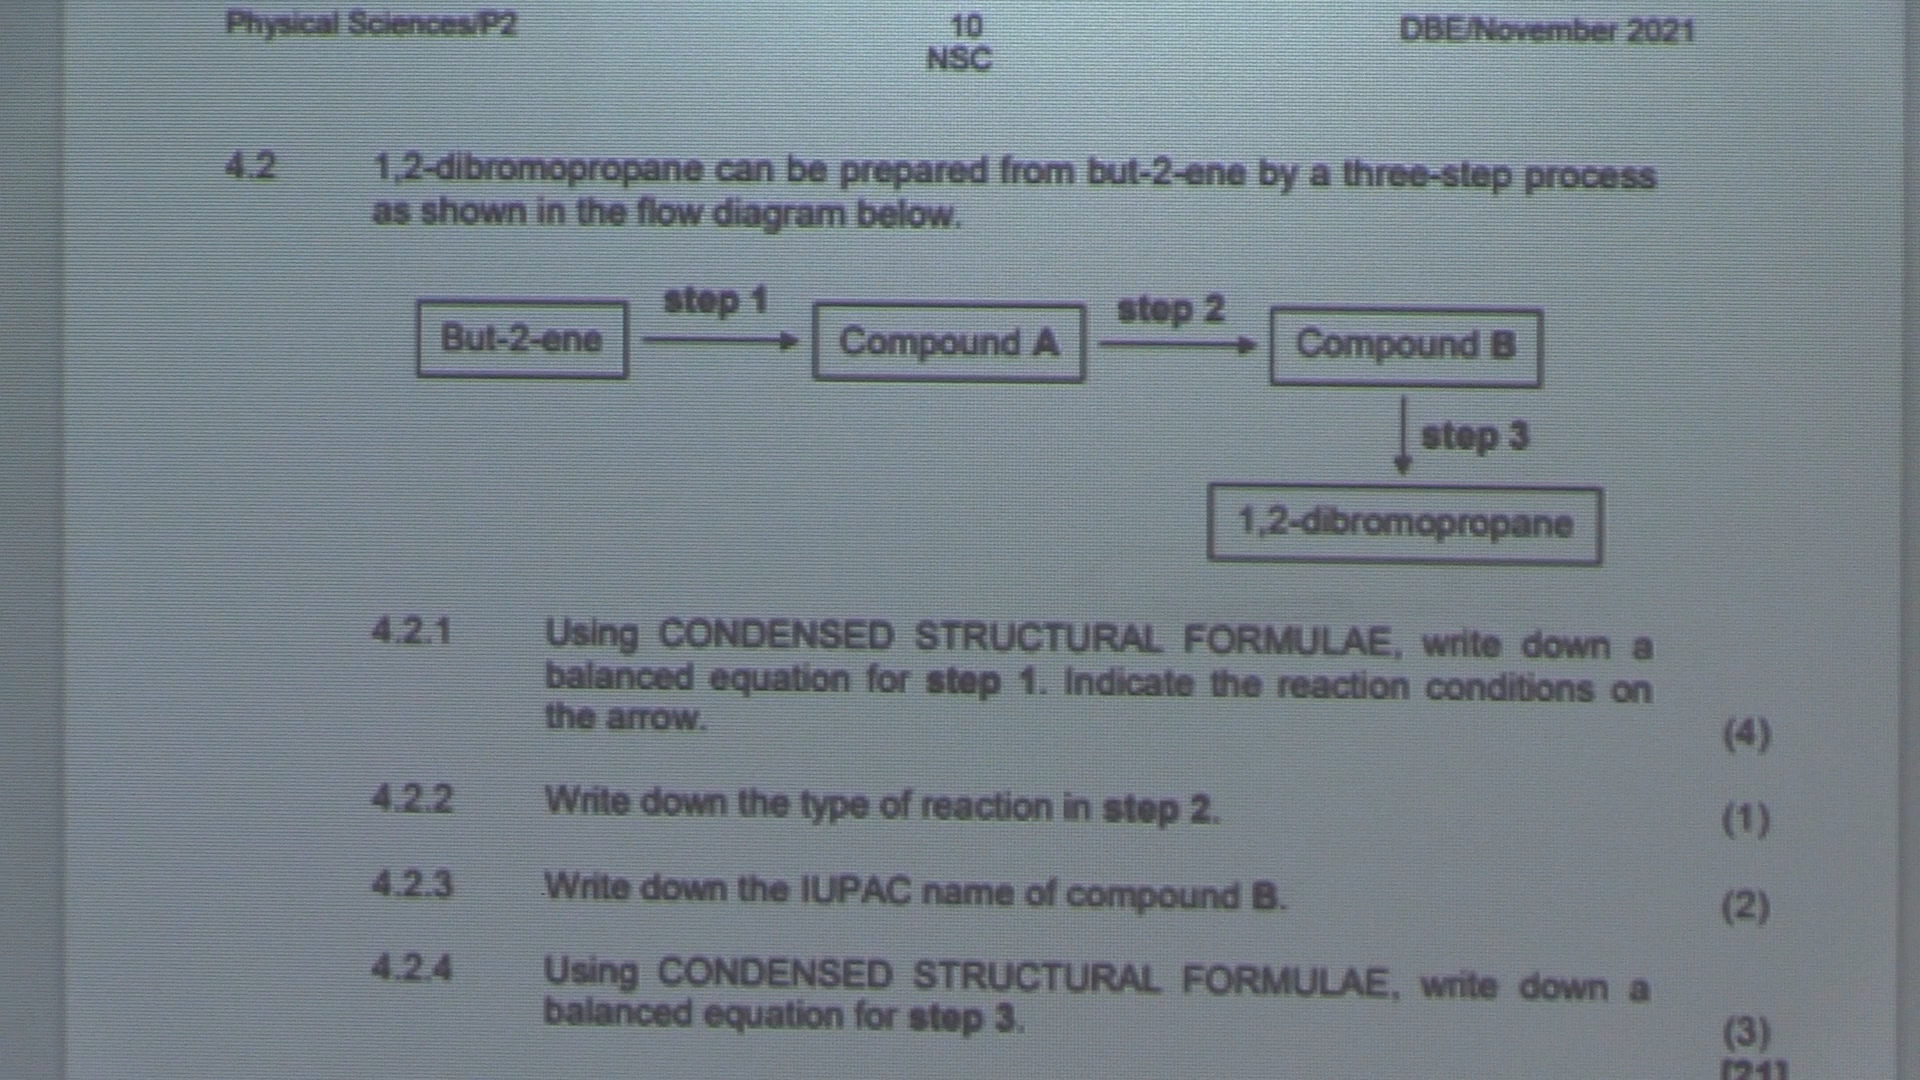 Physical Sciences/P2
10
DBE/November 2021
NSC
4.2 1,2-dibromopropane can be prepared from but-2-ene by a three-step process
as shown in the flow diagram below.
But-2-ene
step 1
Compound A
step 2
Compound B
step 3
1,2-dibromopropane
4.2.1 Using CONDENSED STRUCTURAL FORMULAE, write down a
balanced equation for step 1. Indicate the reaction conditions on
the arrow.
(4)
4.2.2 Write down the type of reaction in step 2.
(1)
4.2.3 Write down the IUPAC name of compound B.
(2)
4.2.4 Using CONDENSED STRUCTURAL FORMULAE, write down a
balanced equation for step 3.
(3)
[21]